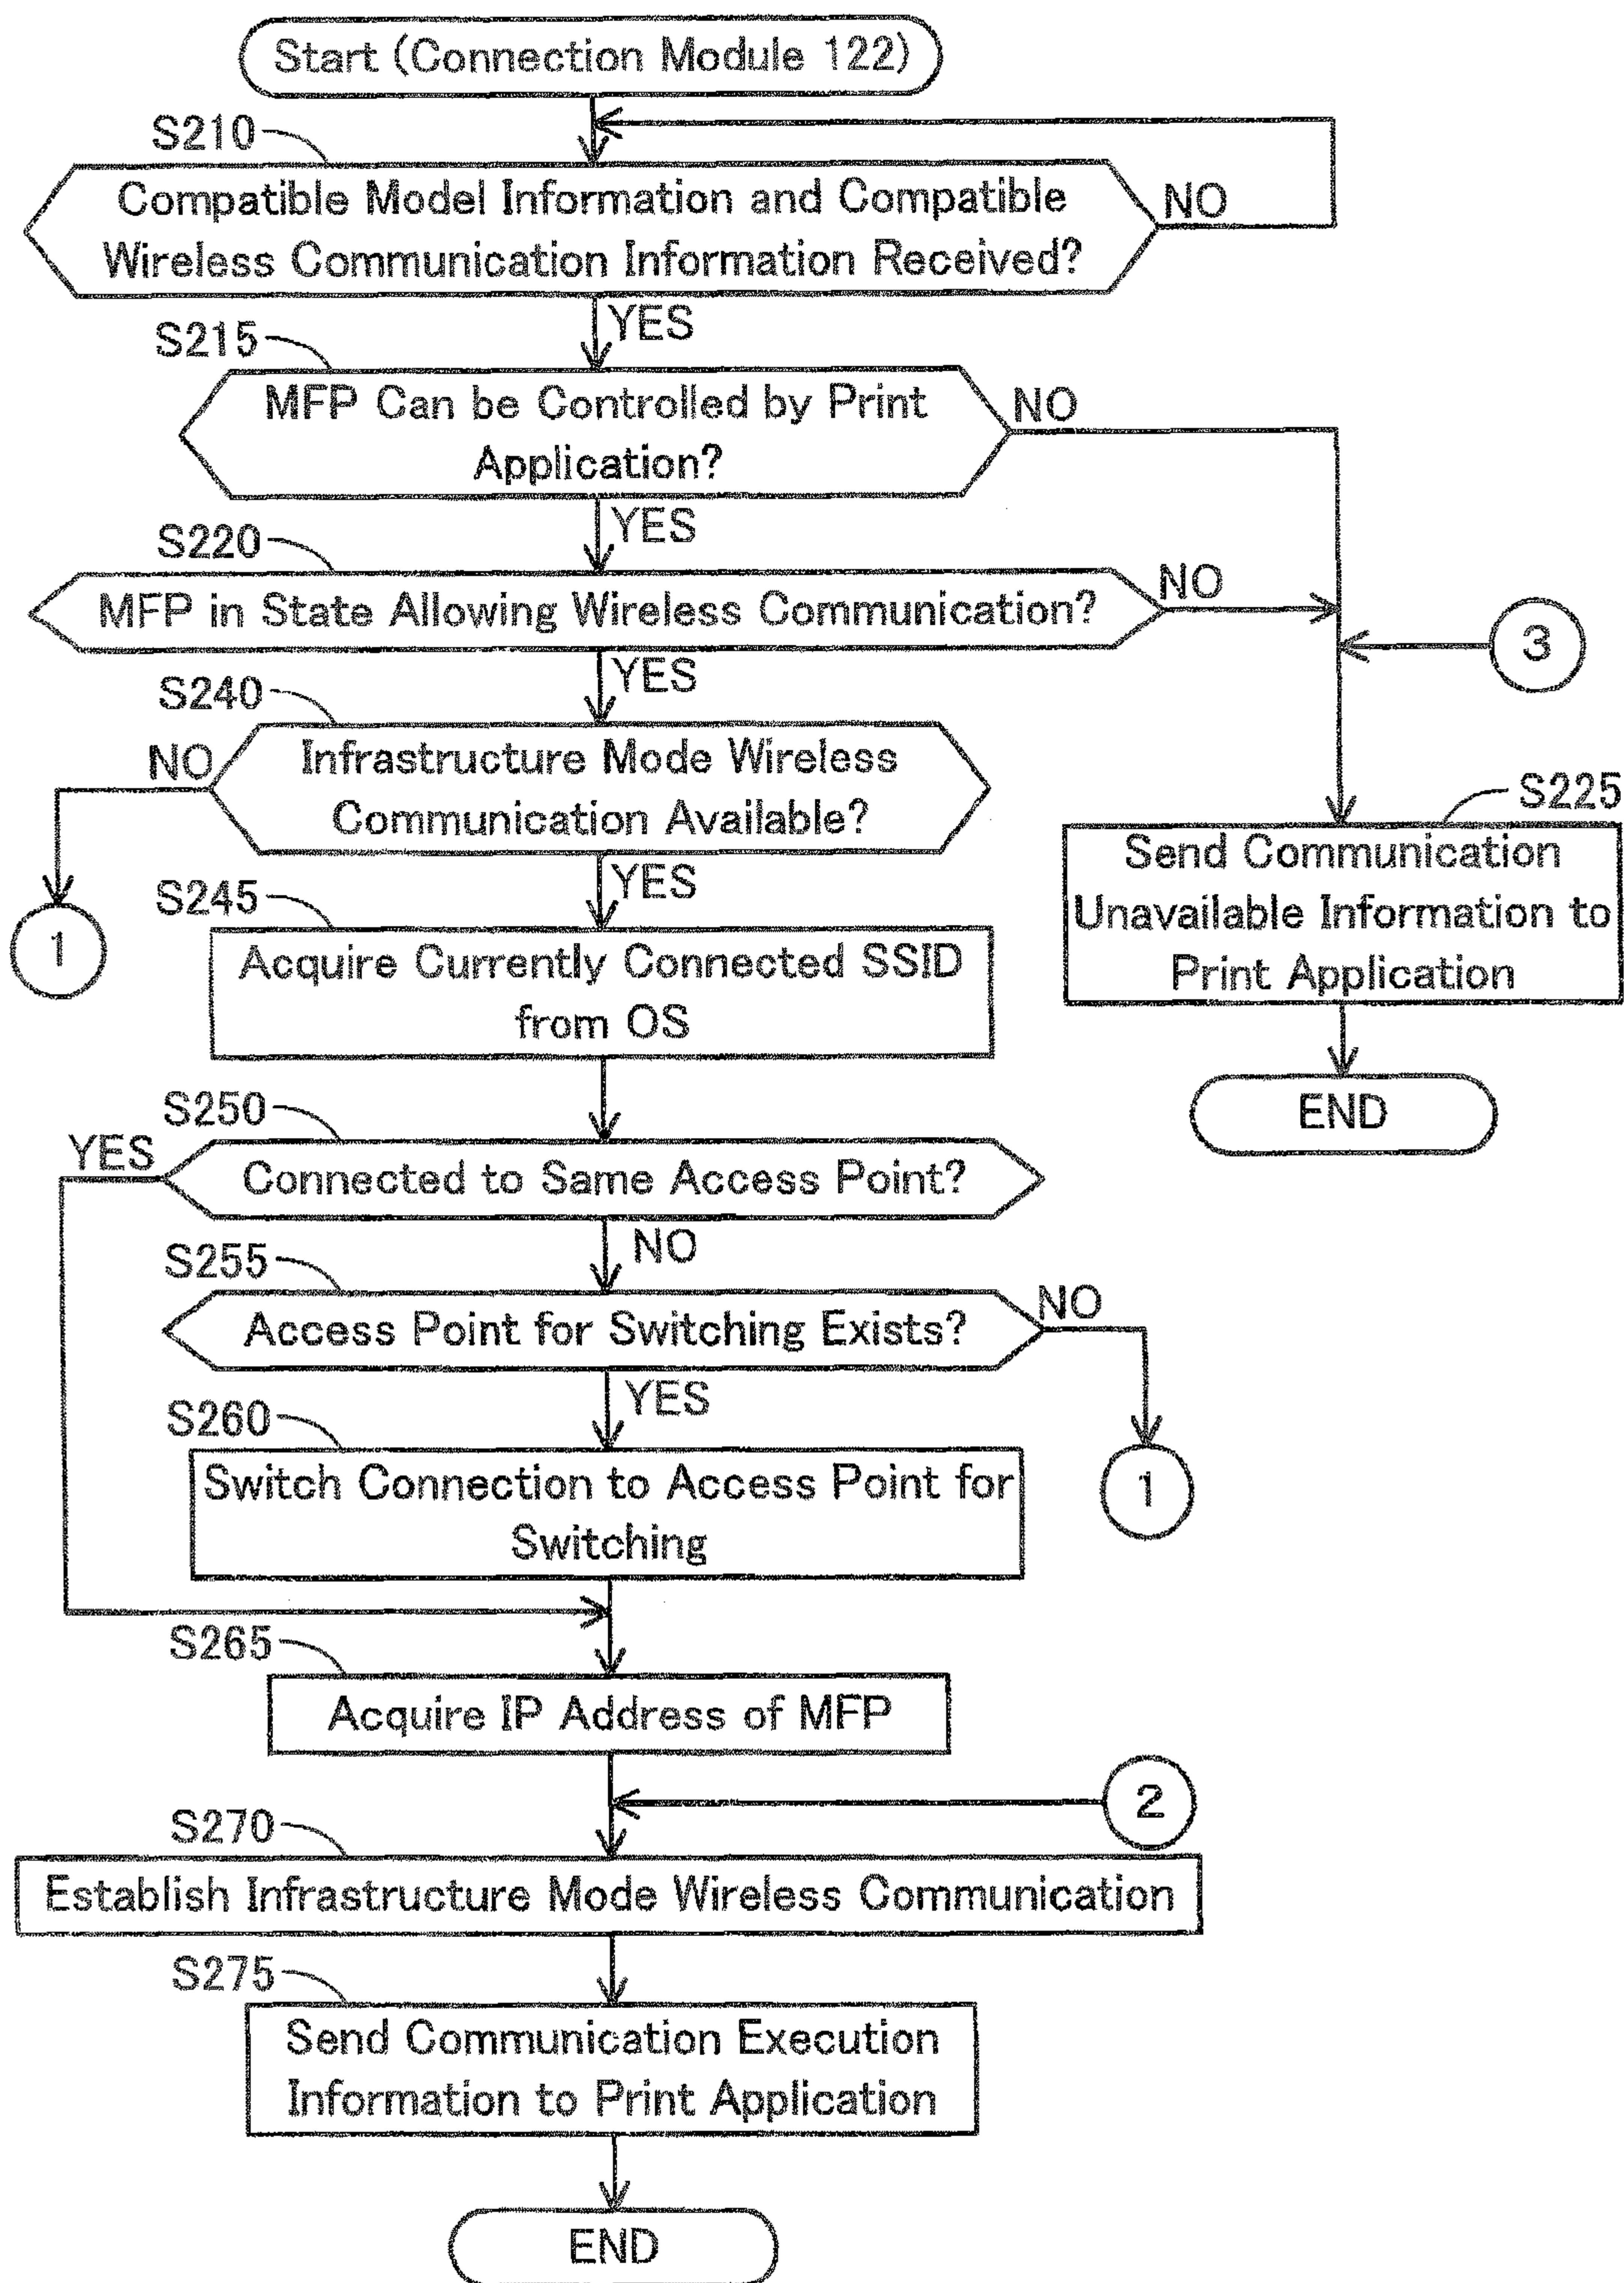 Start (Connection Module 122)
S210
Compatible Model Information and Compatible
Wireless Communication Information Received?
NO
YES
S215
MFP Can be Controlled by Print
Application?
NO
YES
S220
MFP in State Allowing Wireless Communication?
NO
3
YES
S240
NO
Infrastructure Mode Wireless
Communication Available?
S225
Send Communication
Unavailable Information to
Print Application
END
1
YES
S245
Acquire Currently Connected SSID
from OS
S250
YES
Connected to Same Access Point?
NO
S255
Access Point for Switching Exists?
NO
1
YES
S260
Switch Connection to Access Point for
Switching
S265
Acquire IP Address of MFP
2
S270
Establish Infrastructure Mode Wireless Communication
S275
Send Communication Execution
Information to Print Application
END